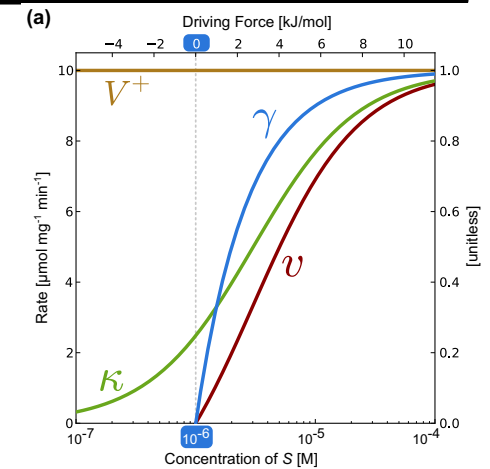 (a)
Driving Force [kJ/mol]
−4 −2 0 2 4 6 8 10
V⁺
γ
υ
κ
Rate [μmol mg⁻¹ min⁻¹]
10
8
6
4
2
0
1.0
0.8
0.6
0.4
0.2
0.0
[unitless]
10⁻⁷ 10⁻⁶ 10⁻⁵ 10⁻⁴
Concentration of S [M]